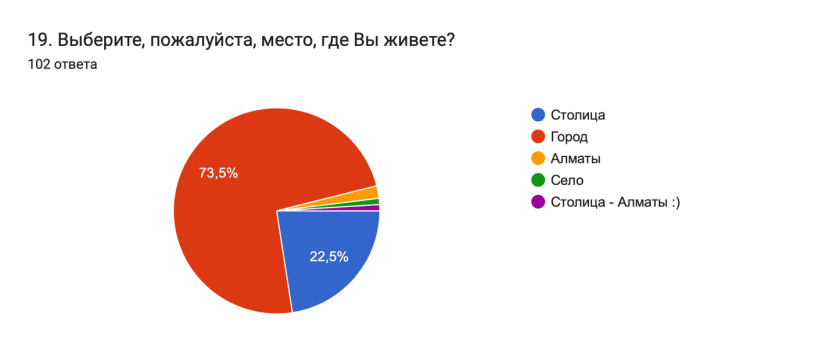 19. Выберите, пожалуйста, место, где Вы живете?
102 ответа
73,5%
22,5%
Столица
Город
Алматы
Село
Столица - Алматы :)